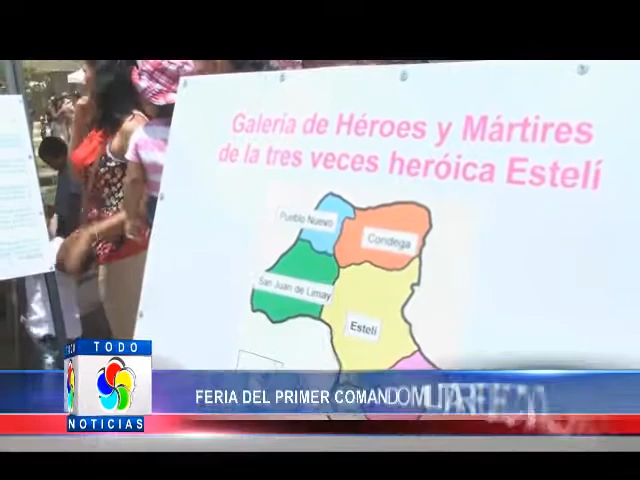 Galería de Héroes y Mártires
de la tres veces heróica Estelí
Pueblo Nuevo
Condega
San Juan de Limay
Estelí
TODO
NOTICIAS
FERIA DEL PRIMER COMANDO